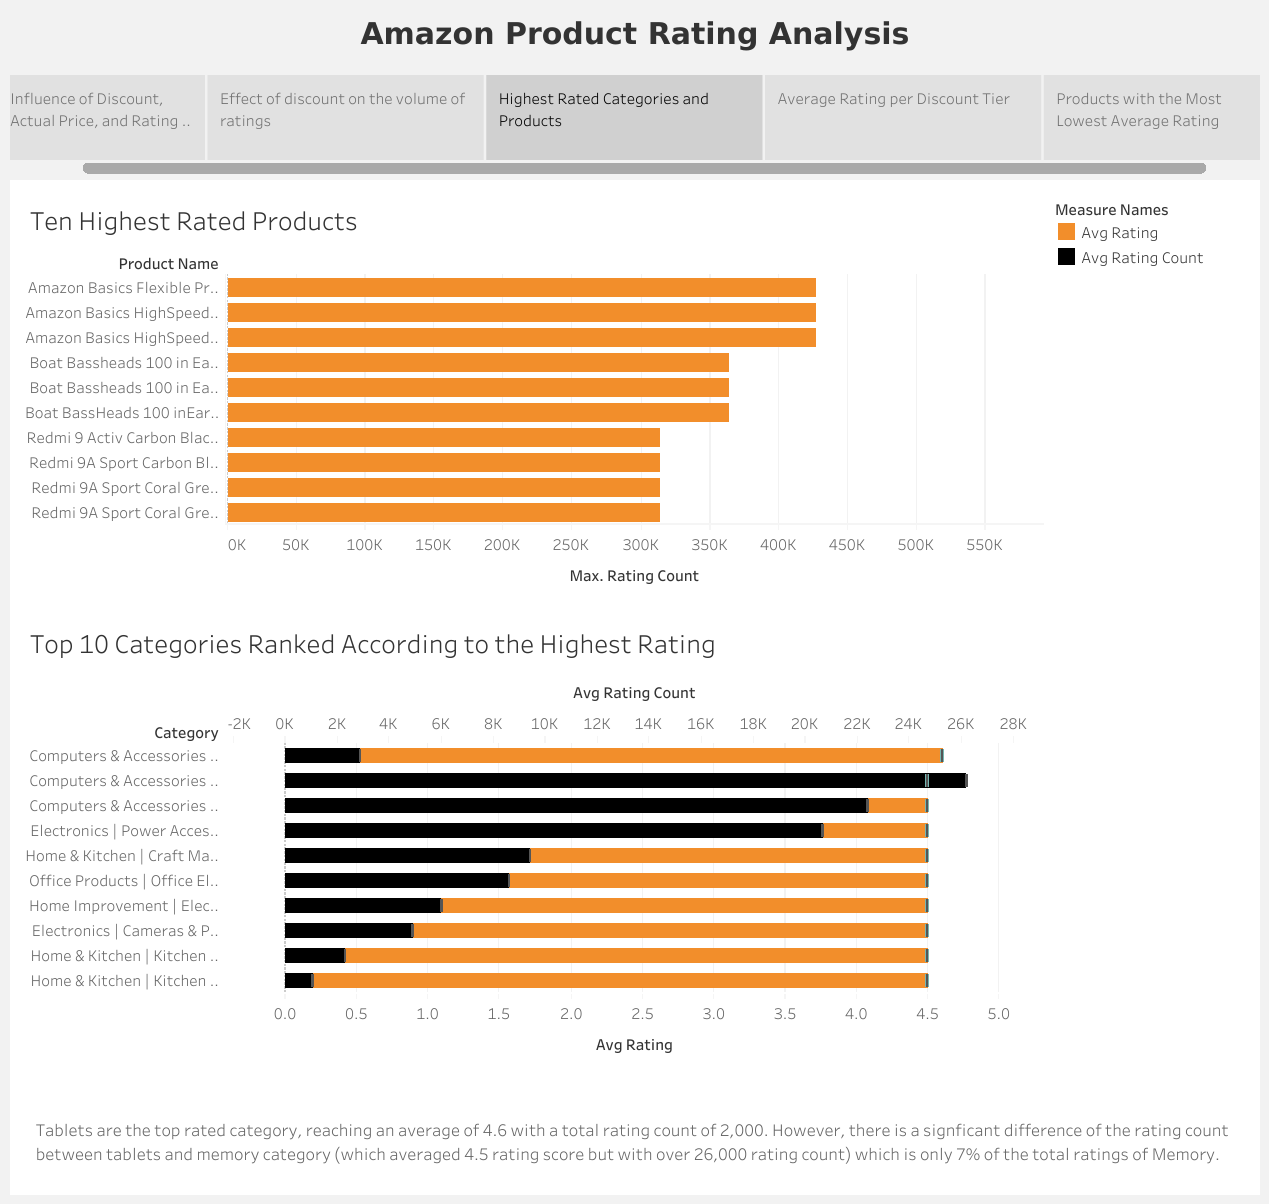 Amazon Product Rating Analysis
Influence of Discount,
Actual Price, and Rating ..
Effect of discount on the volume of
ratings
Highest Rated Categories and
Products
Average Rating per Discount Tier
Products with the Most
Lowest Average Rating
Ten Highest Rated Products
Measure Names
Avg Rating
Avg Rating Count
Product Name
Amazon Basics Flexible Pr..
Amazon Basics HighSpeed..
Amazon Basics HighSpeed..
Boat Bassheads 100 in Ea..
Boat Bassheads 100 in Ea..
Boat BassHeads 100 inEar..
Redmi 9 Activ Carbon Blac..
Redmi 9A Sport Carbon Bl..
Redmi 9A Sport Coral Gre..
Redmi 9A Sport Coral Gre..
0K 50K 100K 150K 200K 250K 300K 350K 400K 450K 500K 550K
Max. Rating Count
Top 10 Categories Ranked According to the Highest Rating
Avg Rating Count
-2K 0K 2K 4K 6K 8K 10K 12K 14K 16K 18K 20K 22K 24K 26K 28K
Category
Computers & Accessories ..
Computers & Accessories ..
Computers & Accessories ..
Electronics | Power Acces..
Home & Kitchen | Craft Ma..
Office Products | Office El..
Home Improvement | Elec..
Electronics | Cameras & P..
Home & Kitchen | Kitchen ..
Home & Kitchen | Kitchen ..
0.0 0.5 1.0 1.5 2.0 2.5 3.0 3.5 4.0 4.5 5.0
Avg Rating
Tablets are the top rated category, reaching an average of 4.6 with a total rating count of 2,000. However, there is a signficant difference of the rating count
between tablets and memory category (which averaged 4.5 rating score but with over 26,000 rating count) which is only 7% of the total ratings of Memory.